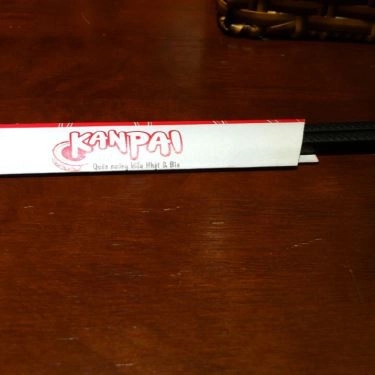 KANPAI
Quán nướng kiểu Nhật & Bia